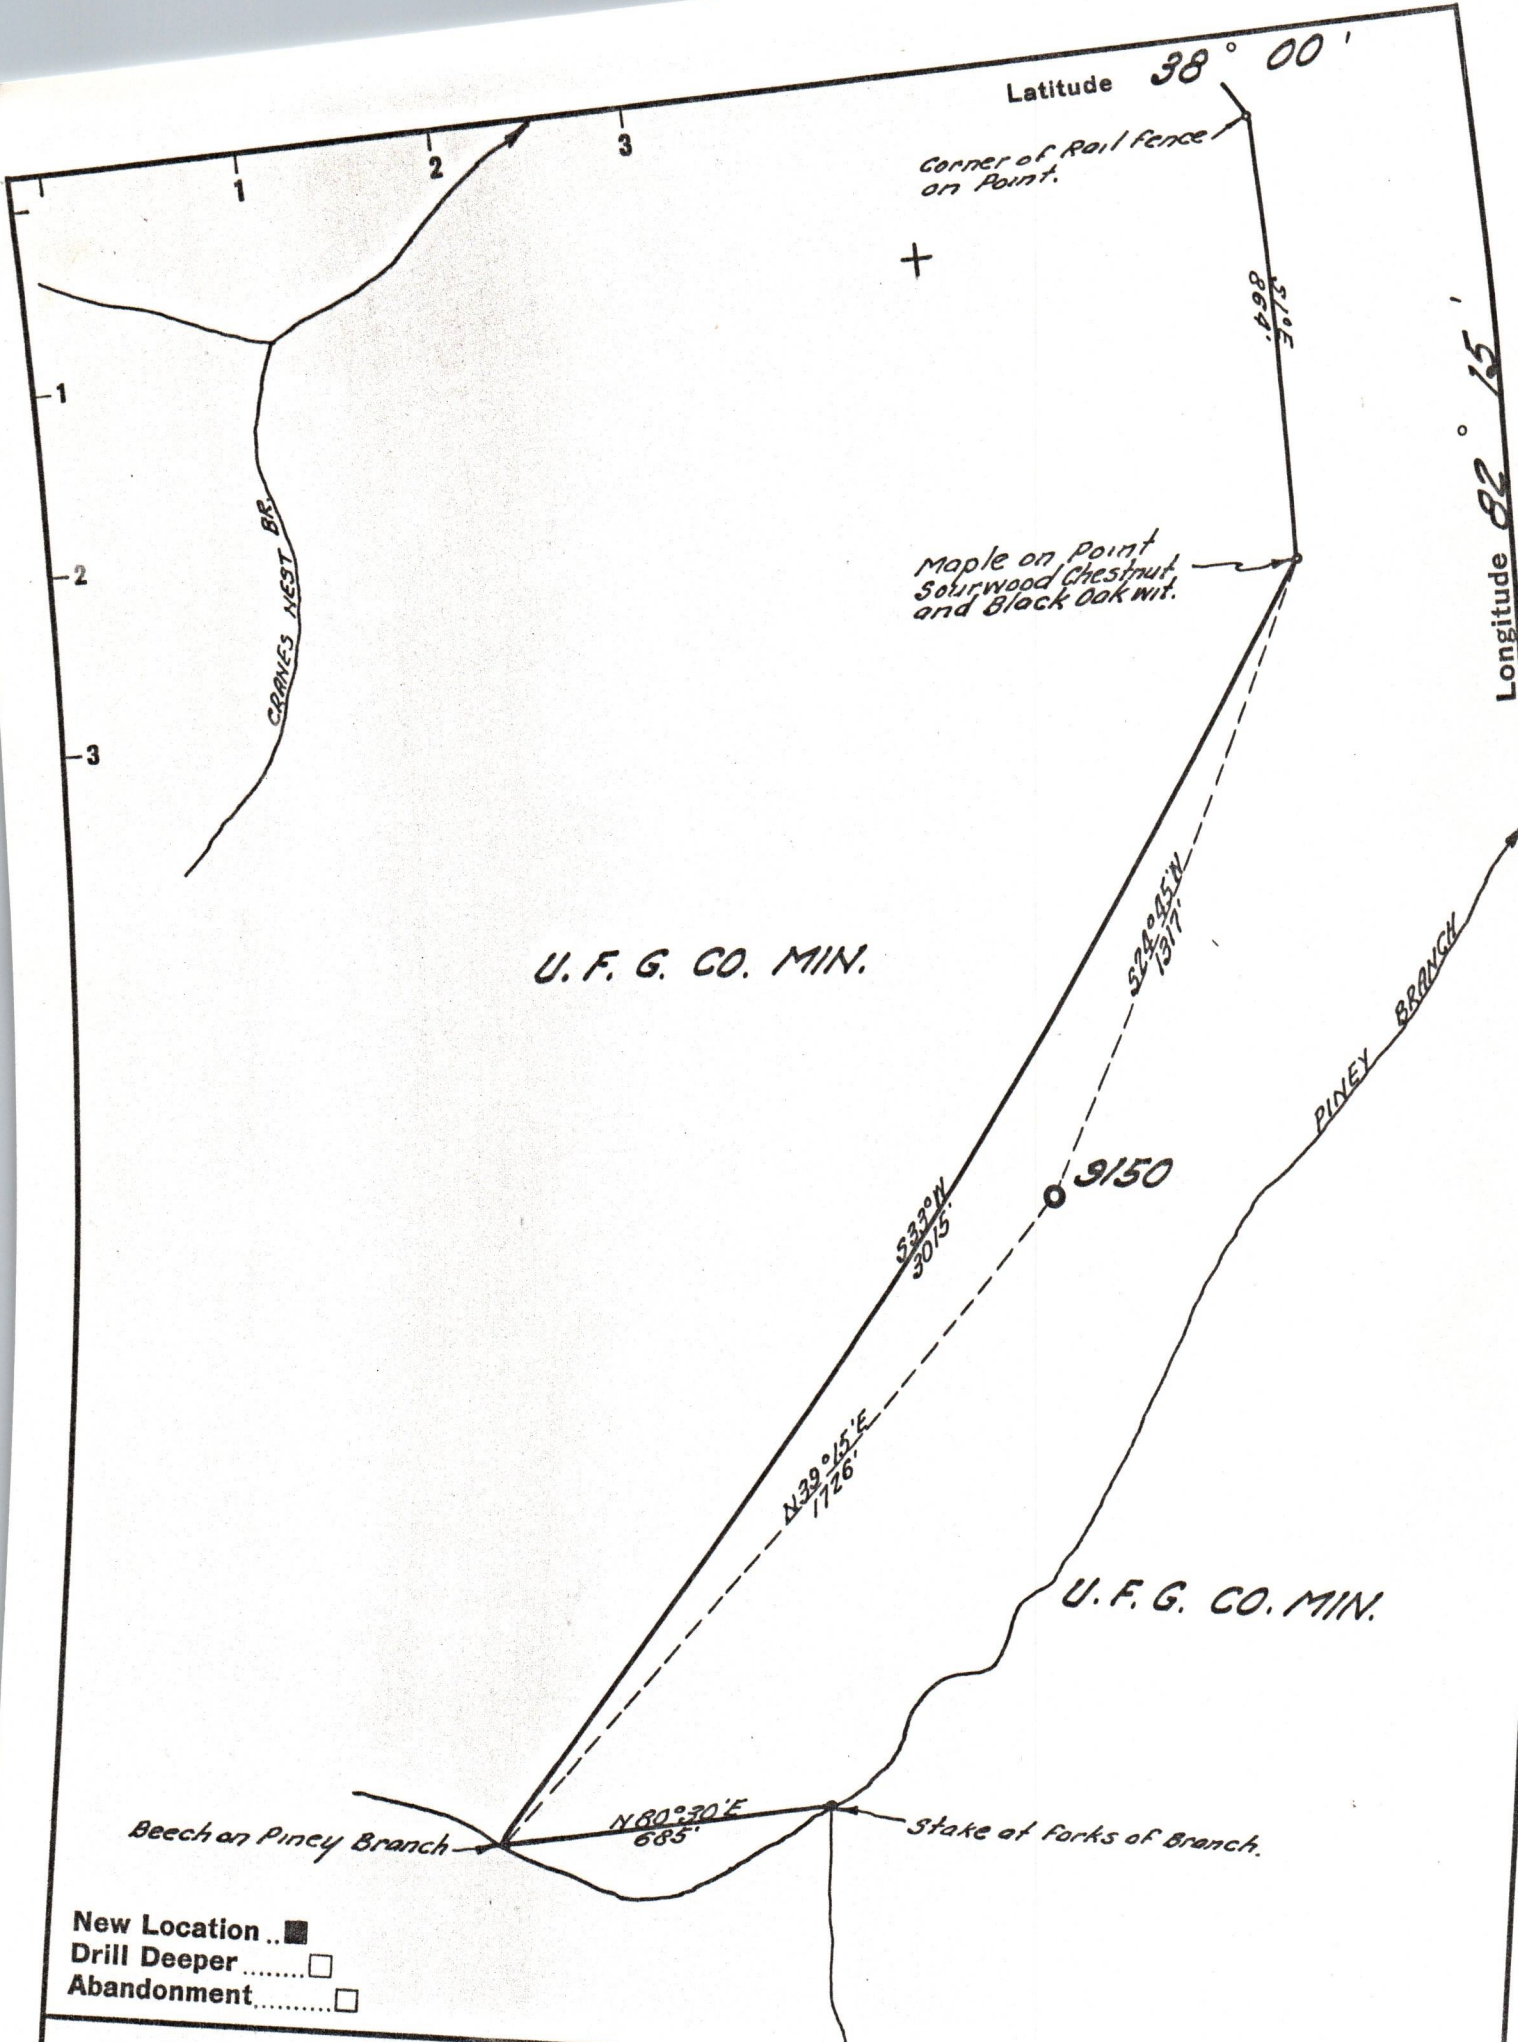 Latitude 38° 00'
1
2
3
Corner of Rail Fence
on Point.
S1°E
864'
1
2
3
Longitude 82° 15'
CRANES NEST BR.
Maple on Point
Sourwood Chestnut
and Black Oak wit.
U. F. G. CO. MIN.
S24°45'W
1317'
PINEY BRANCH
9150
S33°W
3015'
N39°15'E
1726'
U. F. G. CO. MIN.
N80°30'E
685'
Beech on Piney Branch
Stake at Forks of Branch.
New Location ..■
Drill Deeper ........□
Abandonment ..........□